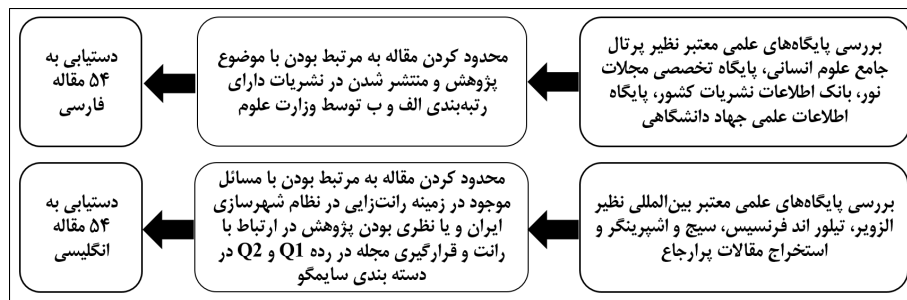 بررسی پایگاه‌های علمی معتبر نظیر پرتال
جامع علوم انسانی، پایگاه تخصصی مجلات
نور، بانک اطلاعات نشریات کشور، پایگاه
اطلاعات علمی جهاد دانشگاهی
محدود کردن مقاله به مرتبط بودن با موضوع
پژوهش و منتشر شدن در نشریات دارای
رتبه‌بندی الف و ب توسط وزارت علوم
دستیابی به
۵۴ مقاله
فارسی
بررسی پایگاه‌های علمی معتبر بین‌المللی نظیر
الزویر، تیلور اند فرنسیس، سیج و اشپرینگر و
استخراج مقالات پرارجاع
محدود کردن مقاله به مرتبط بودن با مسائل
موجود در زمینه رانت‌زایی در نظام شهرسازی
ایران و یا نظری بودن پژوهش در ارتباط با
رانت و قرارگیری مجله در رده Q1 و Q2 در
دسته بندی سایمگو
دستیابی به
۵۴ مقاله
انگلیسی